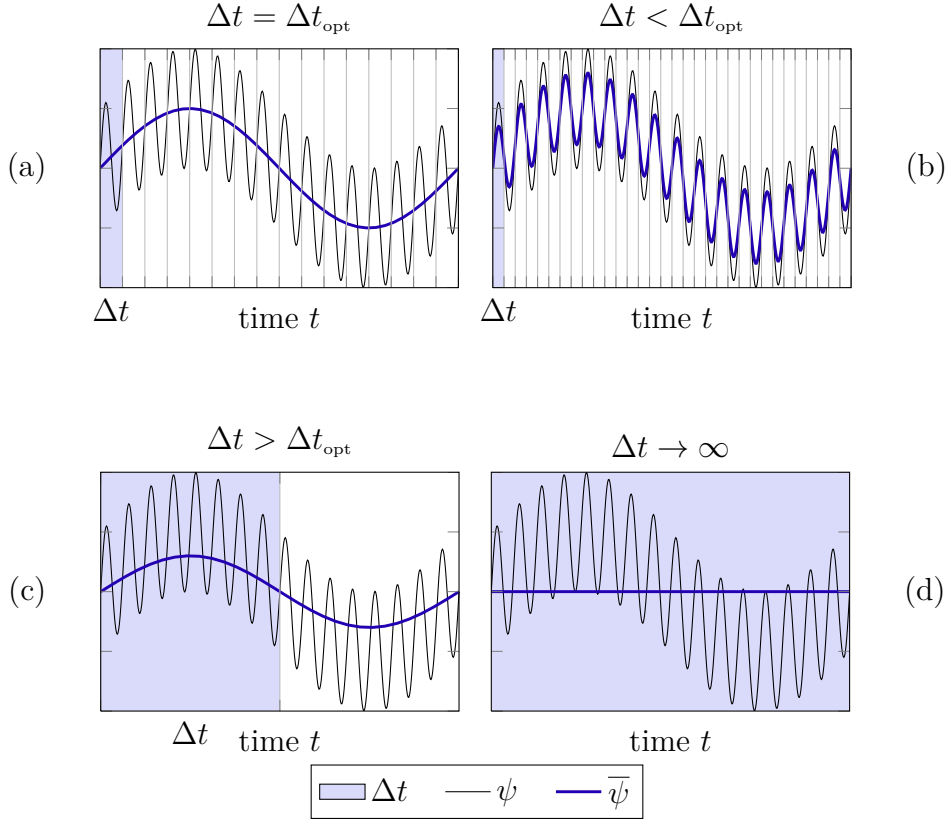 Δt = Δt_opt
Δt < Δt_opt
(a)
(b)
Δt
time t
Δt
time t
Δt > Δt_opt
Δt → ∞
(c)
(d)
Δt
time t
time t
Δt ψ ψ̅